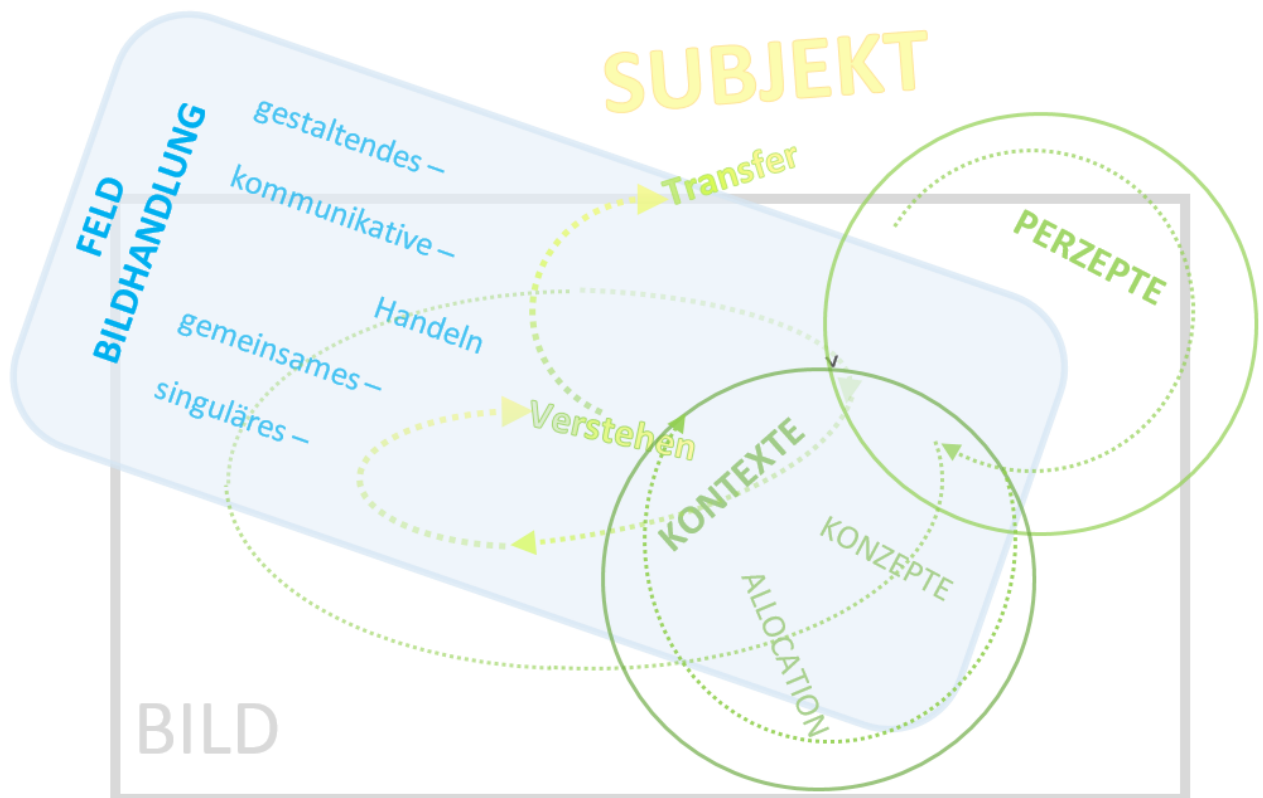 SUBJEKT
FELD
BILDHANDLUNG
gestaltendes –
kommunikative –
Handeln
gemeinsames –
singuläres –
Transfer
Verstehen
PERZEPTE
KONTEXTE
KONZEPTE
ALLOCATION
BILD